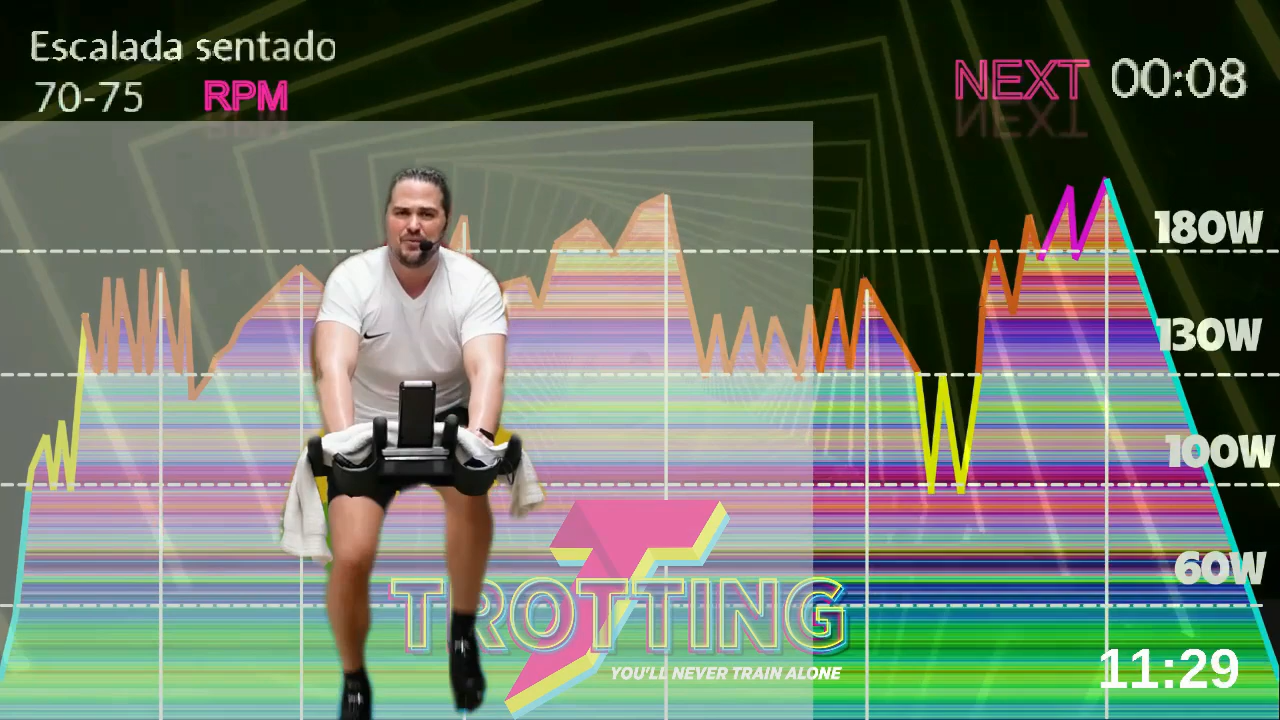 Escalada sentado
70-75 RPM
NEXT 00:08
180W
130W
100W
60W
TROTTING
YOU'LL NEVER TRAIN ALONE
11:29